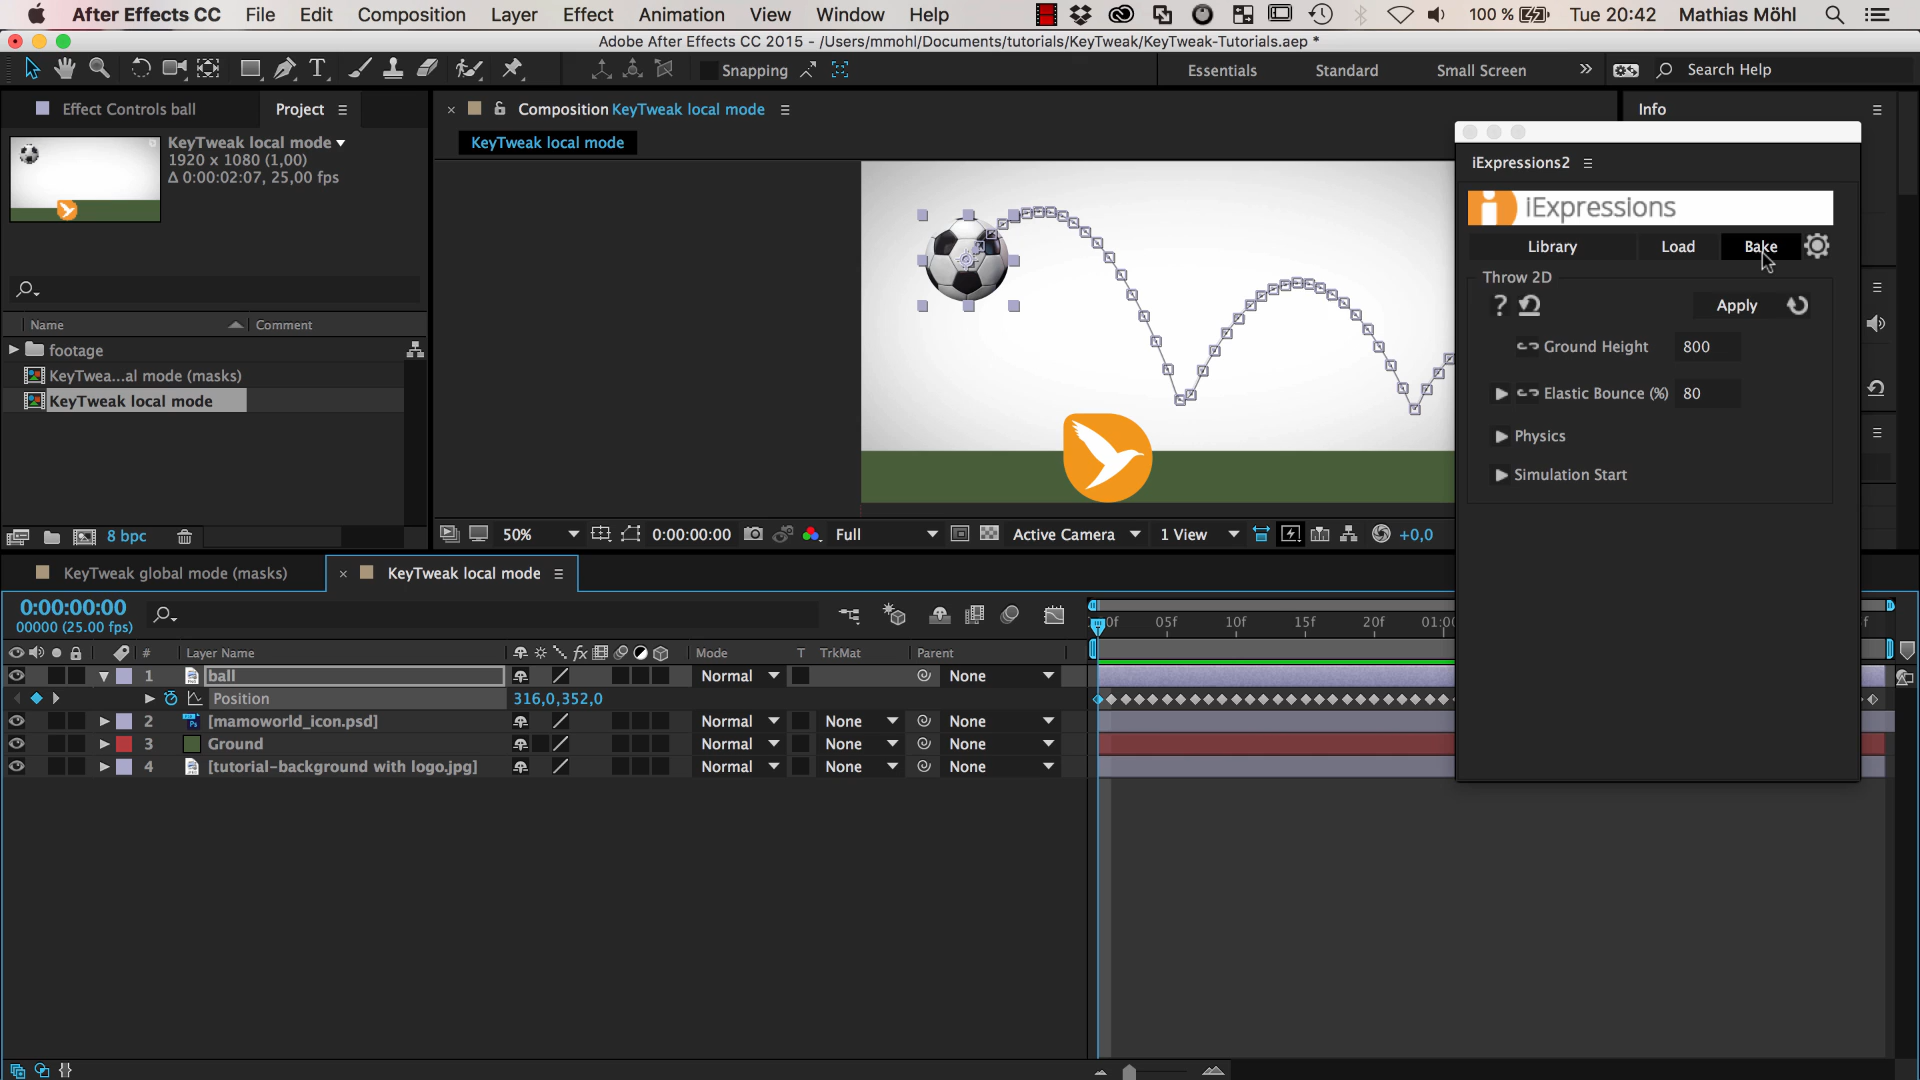 After Effects CC File Edit Composition Layer Effect Animation View Window Help 100 % Tue 20:42 Mathias Möhl
Adobe After Effects CC 2015 - /Users/mmohl/Documents/tutorials/KeyTweak/KeyTweak-Tutorials.aep *
T Snapping Essentials Standard Small Screen Search Help
Effect Controls ball Project Composition KeyTweak local mode Info
KeyTweak local mode
1920 x 1080 (1,00)
Δ 0:00:02:07, 25,00 fps
KeyTweak local mode
iExpressions2
iExpressions
Library Load Bake
Throw 2D
? Apply
Ground Height 800
Elastic Bounce (%) 80
Physics
Simulation Start
Name Comment
footage
KeyTwea...al mode (masks)
KeyTweak local mode
8 bpc
50% 0:00:00:00 Full Active Camera 1 View +0,0
KeyTweak global mode (masks) KeyTweak local mode
0:00:00:00
00000 (25.00 fps)
05f 10f 15f 20f
# Layer Name fx Mode T TrkMat Parent
1 ball Normal None
Position 316,0,352,0
2 Ps [mamoworld_icon.psd] Normal None None
3 Ground Normal None None
4 [tutorial-background with logo.jpg] Normal None None